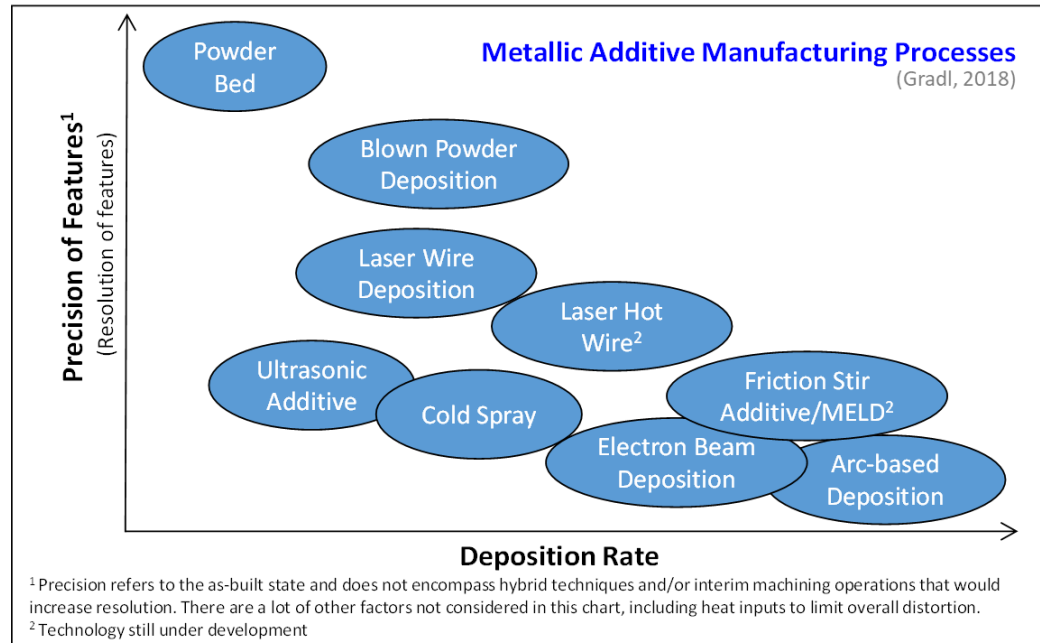 Metallic Additive Manufacturing Processes
(Gradl, 2018)
Precision of Features¹
(Resolution of features)
Powder
Bed
Blown Powder
Deposition
Laser Wire
Deposition
Laser Hot
Wire²
Ultrasonic
Additive
Cold Spray
Friction Stir
Additive/MELD²
Electron Beam
Deposition
Arc-based
Deposition
Deposition Rate
¹ Precision refers to the as-built state and does not encompass hybrid techniques and/or interim machining operations that would
increase resolution. There are a lot of other factors not considered in this chart, including heat inputs to limit overall distortion.
² Technology still under development